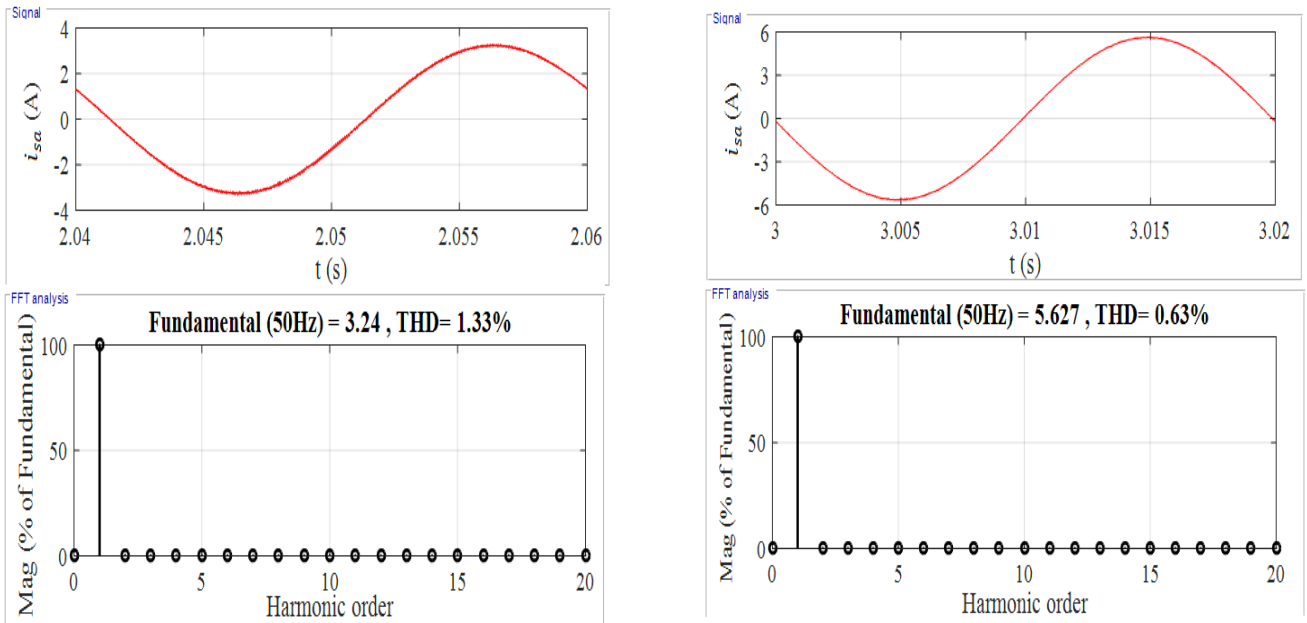 Signal
4
2
0
-2
-4
i_sa (A)
2.04 2.045 2.05 2.055 2.06
t (s)
FFT analysis
Fundamental (50Hz) = 3.24 , THD= 1.33%
100
50
0
Mag (% of Fundamental)
0 5 10 15 20
Harmonic order
Signal
6
3
0
-3
-6
i_sa (A)
3 3.005 3.01 3.015 3.02
t (s)
FFT analysis
Fundamental (50Hz) = 5.627 , THD= 0.63%
100
50
0
Mag (% of Fundamental)
0 5 10 15 20
Harmonic order